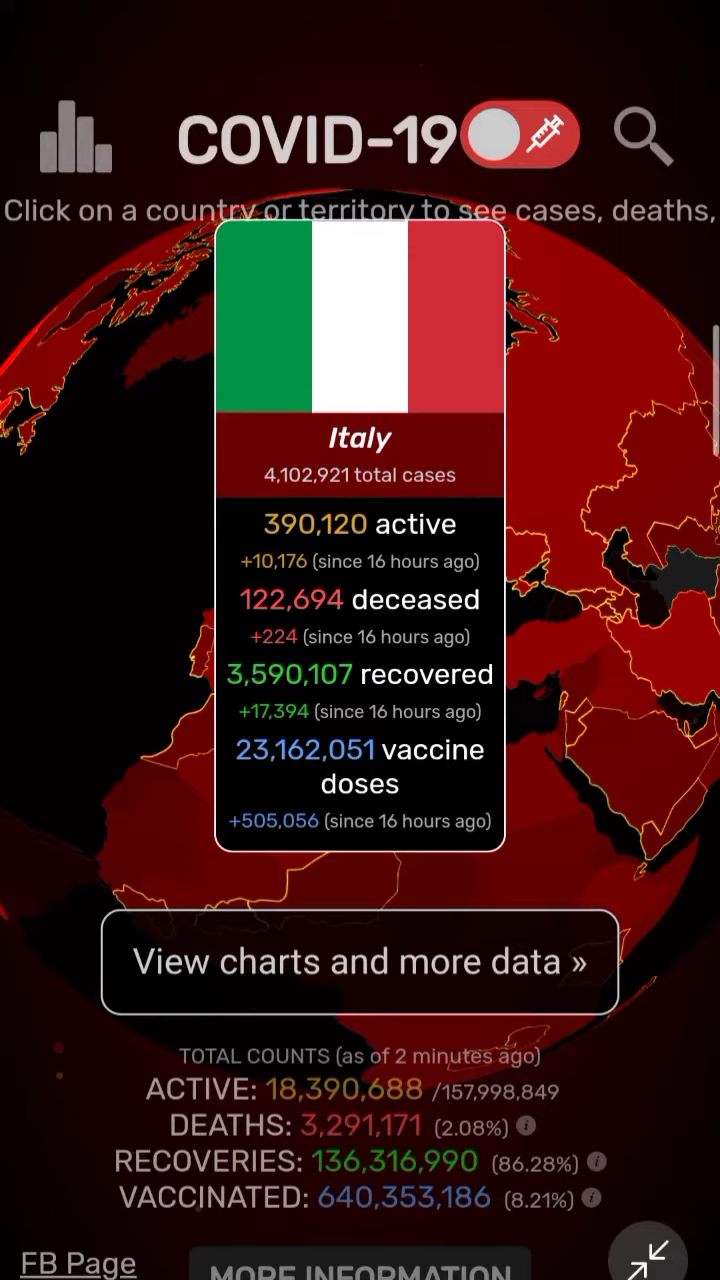 COVID-19
Click on a country or territory to see cases, deaths,
Italy
4,102,921 total cases
390,120 active
+10,176 (since 16 hours ago)
122,694 deceased
+224 (since 16 hours ago)
3,590,107 recovered
+17,394 (since 16 hours ago)
23,162,051 vaccine
doses
+505,056 (since 16 hours ago)
View charts and more data »
TOTAL COUNTS (as of 2 minutes ago)
ACTIVE: 18,390,688 /157,998,849
DEATHS: 3,291,171 (2.08%) i
RECOVERIES: 136,316,990 (86.28%) i
VACCINATED: 640,353,186 (8.21%) i
FB Page
MORE INFORMATION